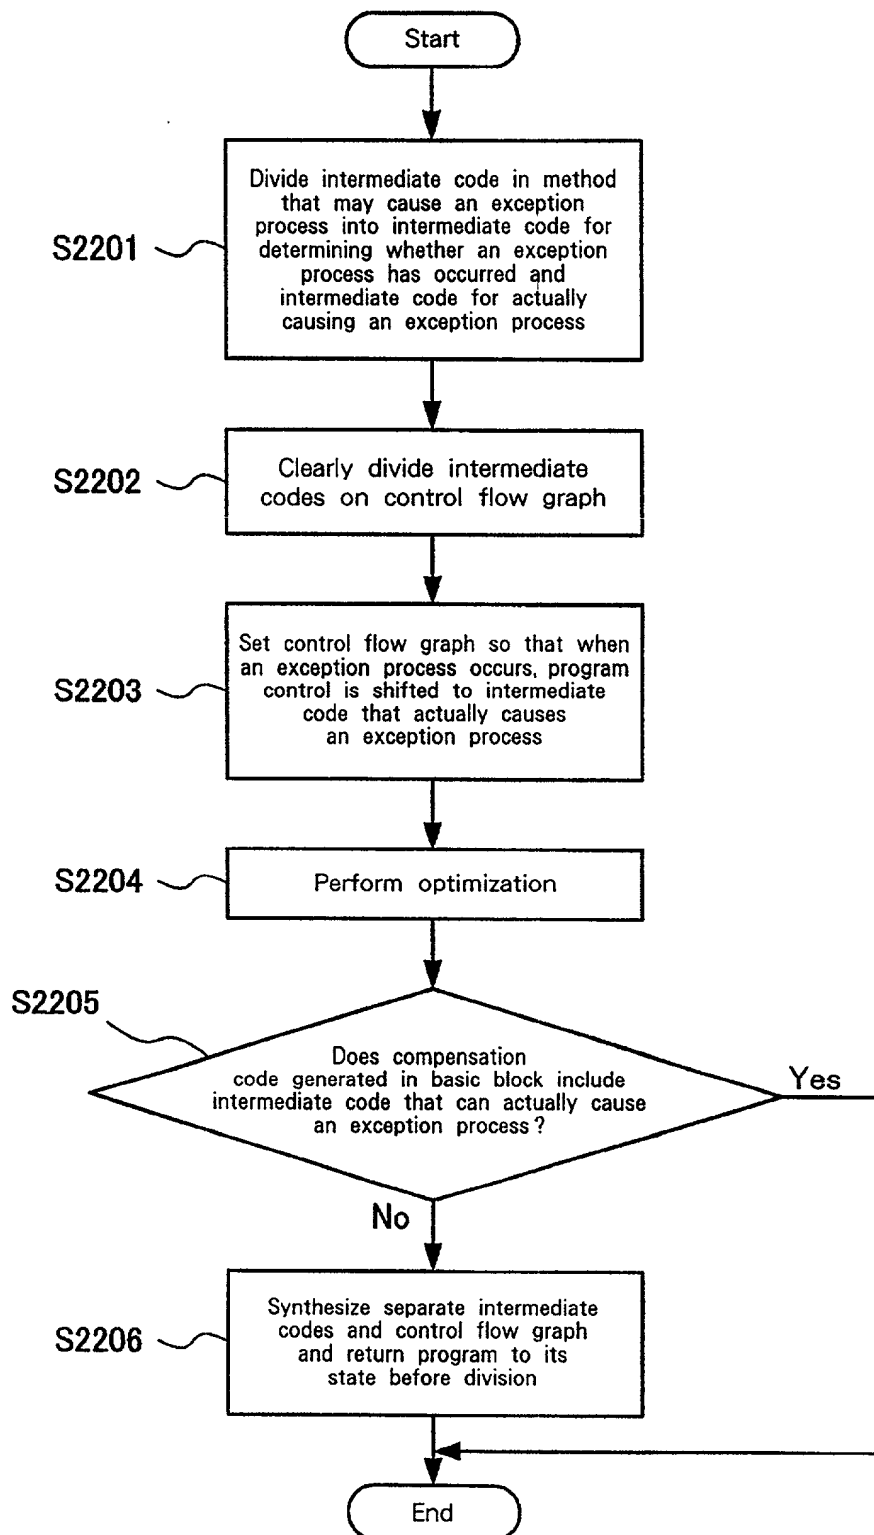 Start
S2201
Divide intermediate code in method
that may cause an exception
process into intermediate code for
determining whether an exception
process has occurred and
intermediate code for actually
causing an exception process
S2202
Clearly divide intermediate
codes on control flow graph
S2203
Set control flow graph so that when
an exception process occurs, program
control is shifted to intermediate
code that actually causes
an exception process
S2204
Perform optimization
S2205
Does compensation
code generated in basic block include
intermediate code that can actually cause
an exception process?
Yes
No
S2206
Synthesize separate intermediate
codes and control flow graph
and return program to its
state before division
End